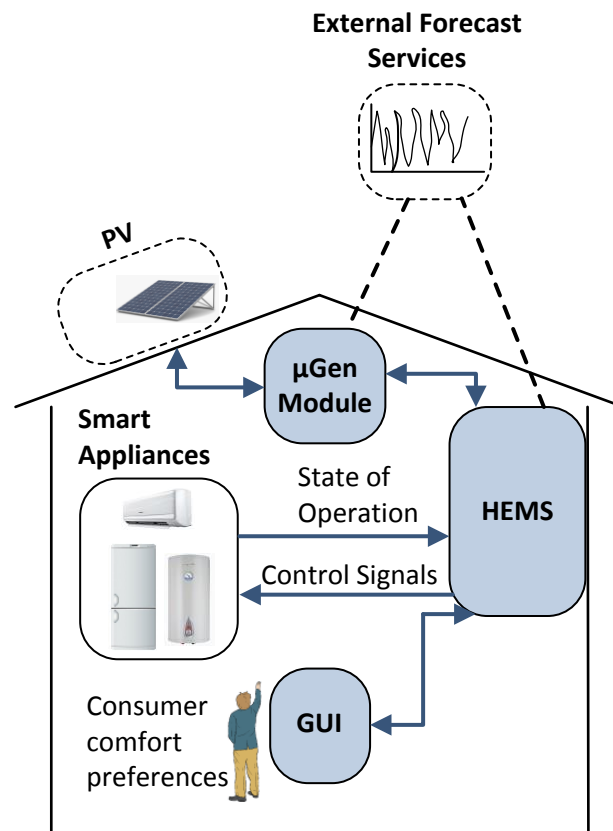 External Forecast
Services
PV
µGen
Module
Smart
Appliances
State of
Operation
HEMS
Control Signals
Consumer
comfort
preferences
GUI